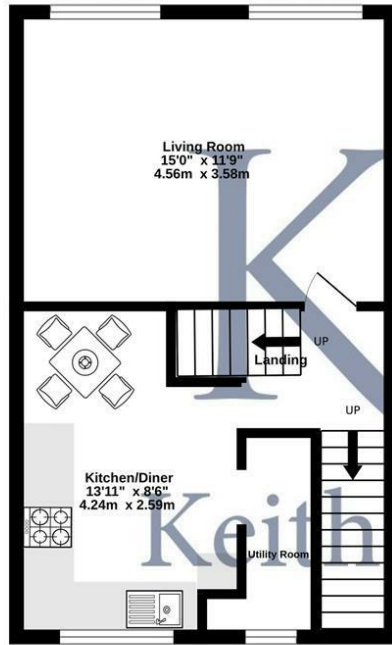 Living Room
15'0" x 11'9"
4.56m x 3.58m
K
UP
Landing
UP
Kitchen/Diner
13'11" x 8'6"
4.24m x 2.59m
Keith
Utility Room